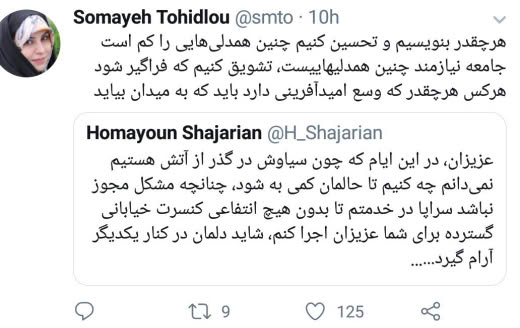 Somayeh Tohidlou @smto · 10h
هرچقدر بنویسیم و تحسین کنیم چنین همدلی‌هایی را کم است
جامعه نیازمند چنین همدلیهاییست، تشویق کنیم که فراگیر شود
هرکس هرچقدر که وسع امیدآفرینی دارد باید که به میدان بیاید
Homayoun Shajarian @H_Shajarian
عزیزان، در این ایام که چون سیاوش در گذر از آتش هستیم
نمی‌دانم چه کنیم تا حالمان کمی به شود، چنانچه مشکل مجوز
نباشد سراپا در خدمتم تا بدون هیچ انتفاعی کنسرت خیابانی
گسترده برای شما عزیزان اجرا کنم، شاید دلمان در کنار یکدیگر
آرام گیرد......
9 125